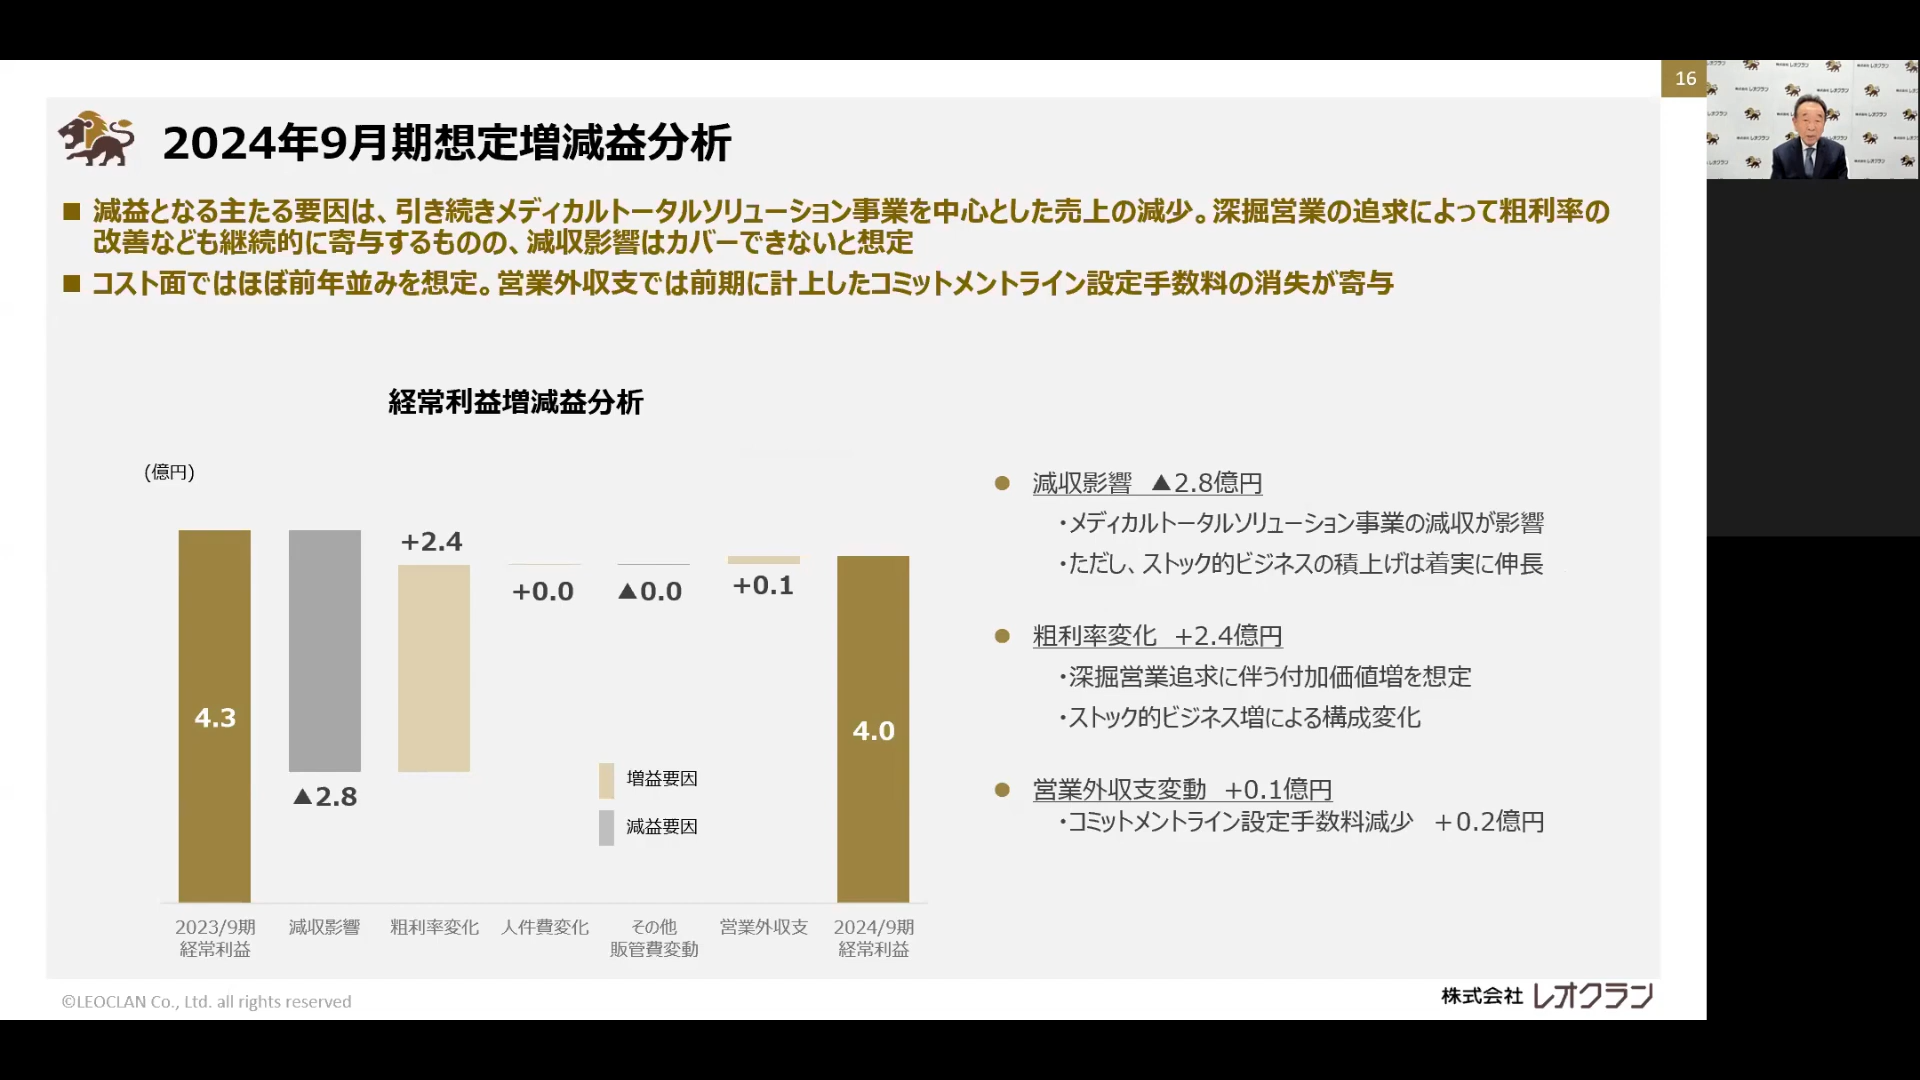 16
2024年9月期想定増減益分析
■ 減益となる主たる要因は、引き続きメディカルトータルソリューション事業を中心とした売上の減少。深掘営業の追求によって粗利率の
改善なども継続的に寄与するものの、減収影響はカバーできないと想定
■ コスト面ではほぼ前年並みを想定。営業外収支では前期に計上したコミットメントライン設定手数料の消失が寄与
経常利益増減益分析
(億円)
+2.4
+0.0
▲0.0
+0.1
4.3
4.0
▲2.8
増益要因
減益要因
2023/9期
経常利益
減収影響
粗利率変化
人件費変化
その他
販管費変動
営業外収支
2024/9期
経常利益
● 減収影響 ▲2.8億円
・メディカルトータルソリューション事業の減収が影響
・ただし、ストック的ビジネスの積上げは着実に伸長
● 粗利率変化 +2.4億円
・深掘営業追求に伴う付加価値増を想定
・ストック的ビジネス増による構成変化
● 営業外収支変動 +0.1億円
・コミットメントライン設定手数料減少 ＋0.2億円
©LEOCLAN Co., Ltd. all rights reserved
株式会社 レオクラン